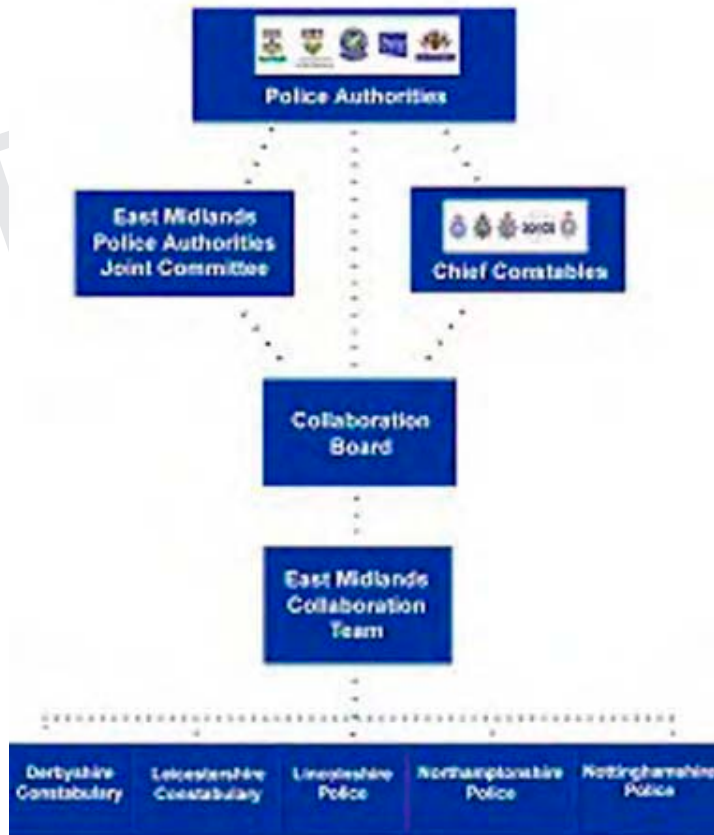 Police Authorities
East Midlands
Police Authorities
Joint Committee
Chief Constables
Collaboration
Board
East Midlands
Collaboration
Team
Derbyshire
Constabulary
Leicestershire
Constabulary
Lincolnshire
Police
Northamptonshire
Police
Nottinghamshire
Police